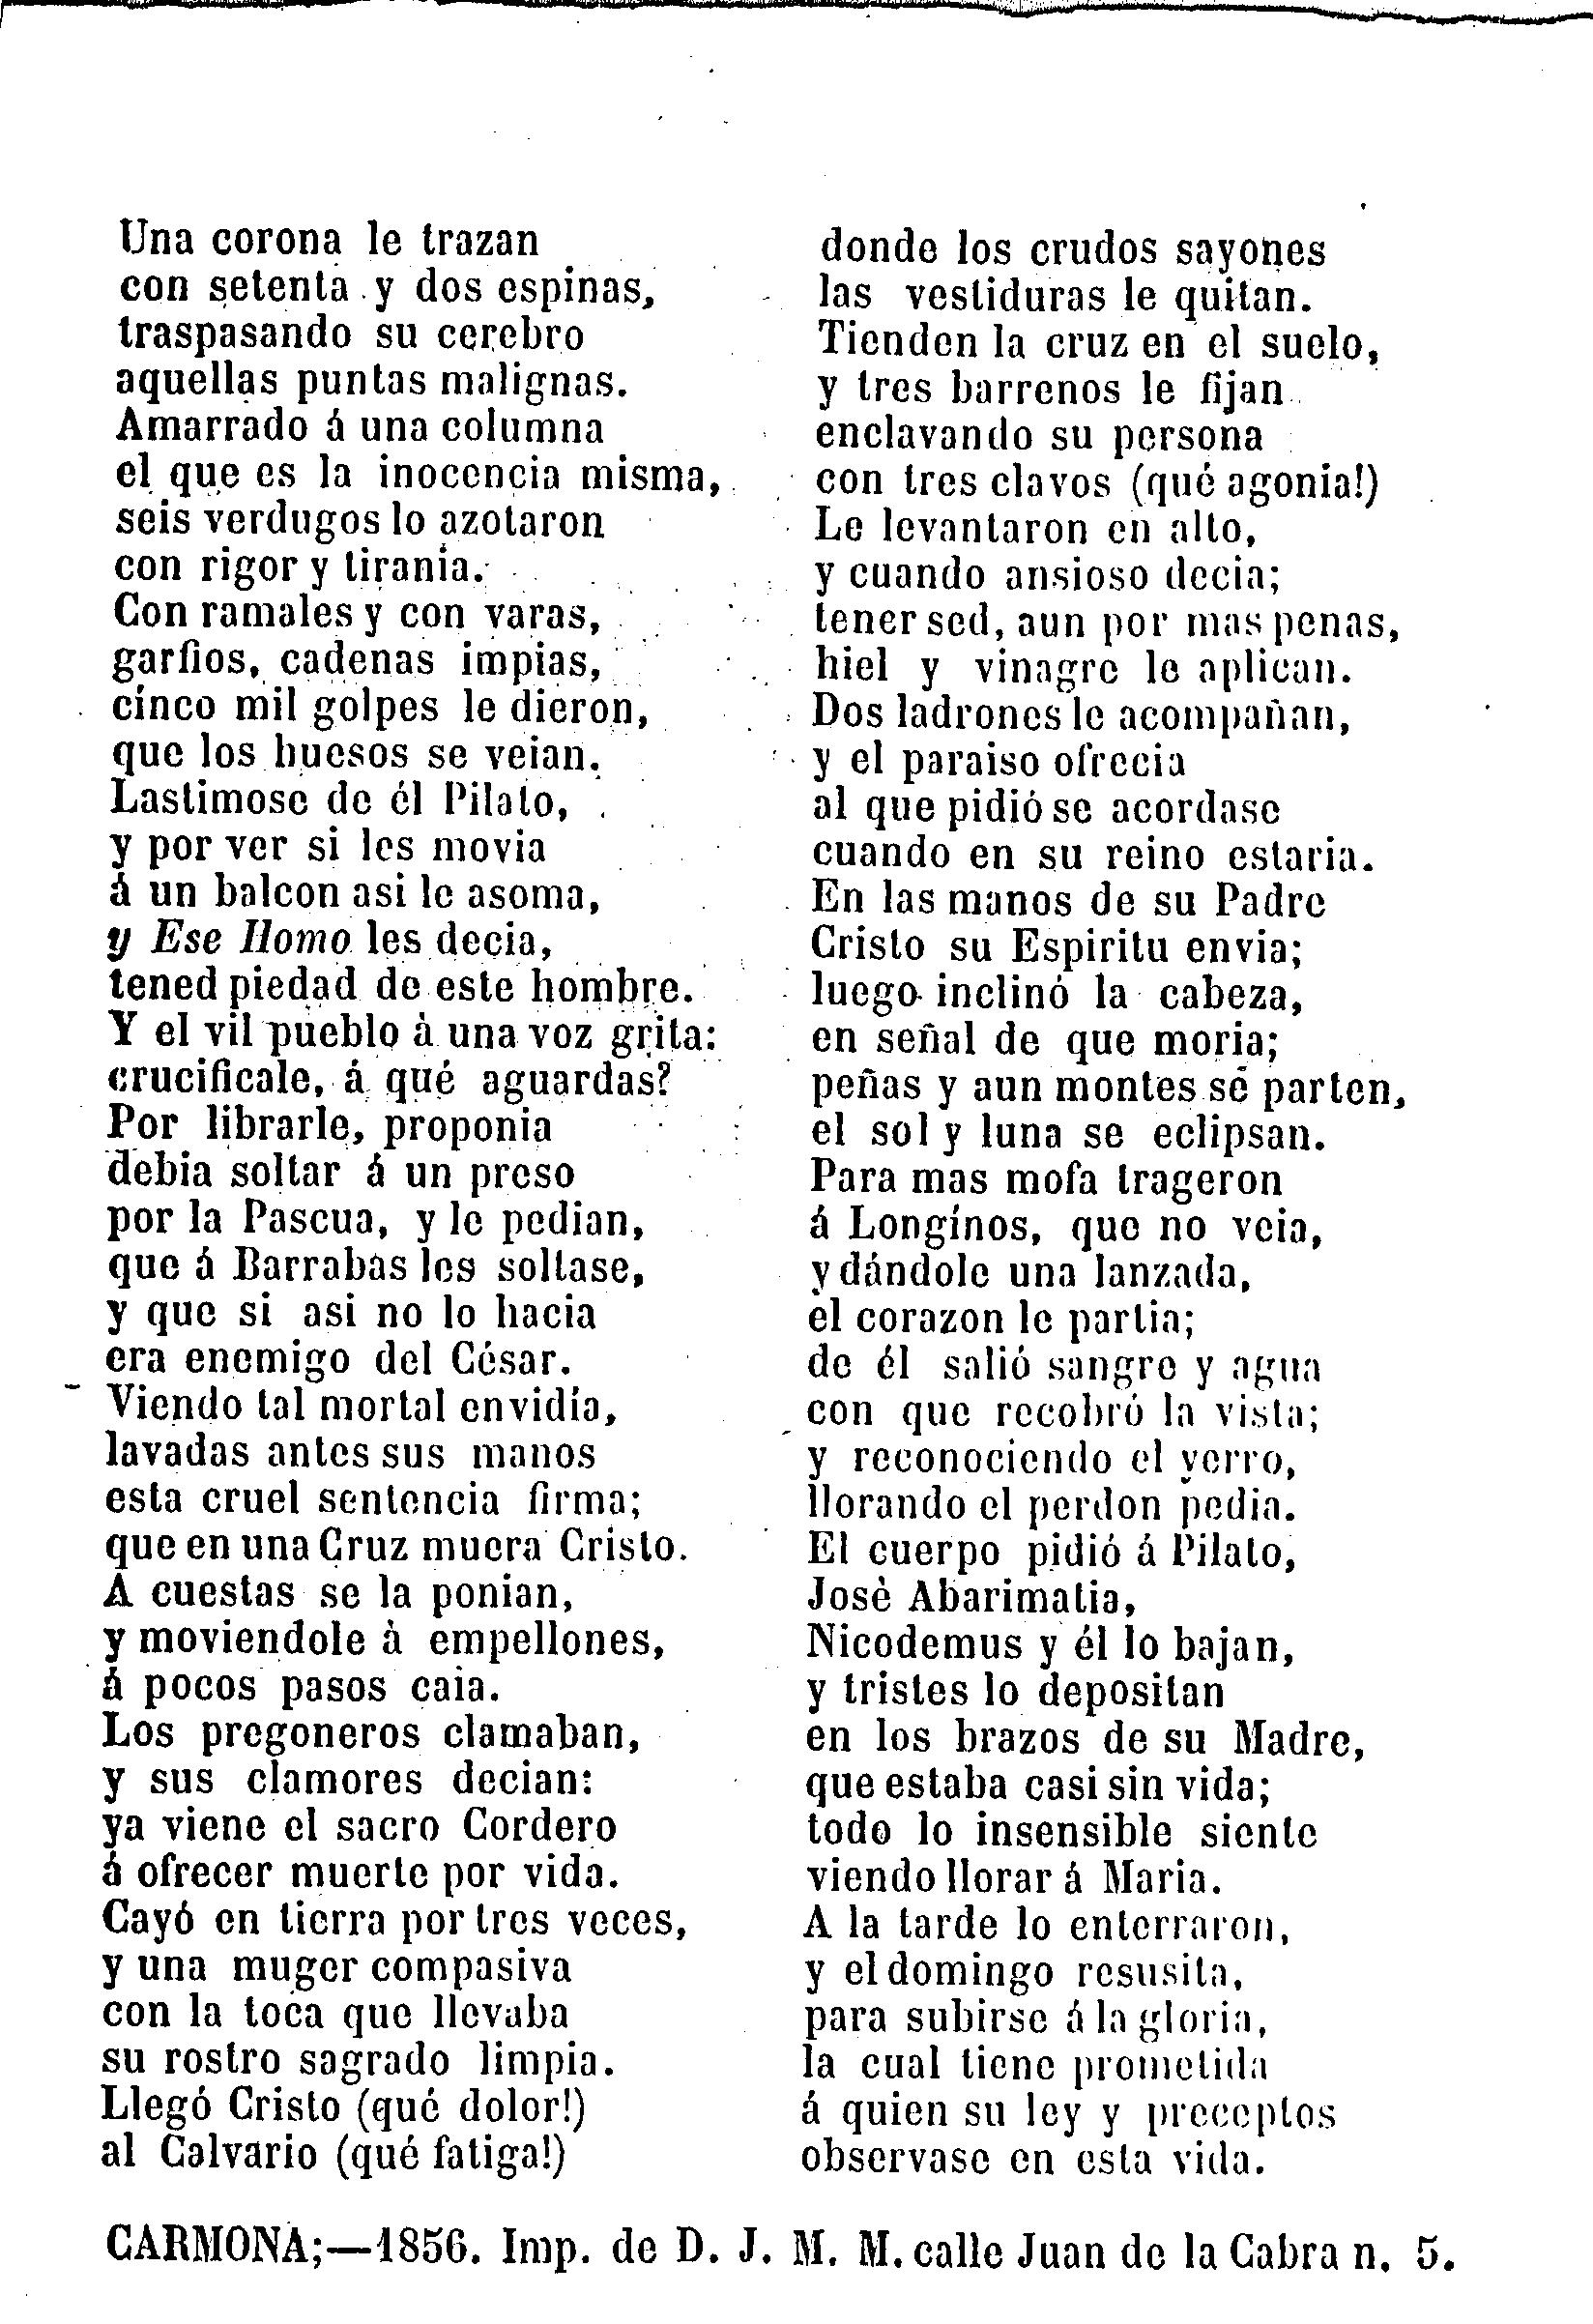 Una corona le trazan
con setenta y dos espinas,
traspasando su cerebro
aquellas puntas malignas.
Amarrado á una columna
el que es la inocencia misma,
seis verdugos lo azotaron
con rigor y tirania.
Con ramales y con varas,
garfios, cadenas impias,
cínco mil golpes le dieron,
que los huesos se veian.
Lastimose de él Pilato,
y por ver si les movia
á un balcon asi le asoma,
y Ese Homo les decia,
tened piedad de este hombre.
Y el vil pueblo à una voz grita:
crucificale, á qué aguardas?
Por librarle, proponia
debia soltar á un preso
por la Pascua, y le pedian,
que á Barrabas les soltase,
y que si asi no lo hacia
era enemigo del César.
Viendo tal mortal envidía,
lavadas antes sus manos
esta cruel sentencia firma;
que en una Cruz muera Cristo.
A cuestas se la ponian,
y moviendole à empellones,
á pocos pasos caia.
Los pregoneros clamaban,
y sus clamores decian:
ya viene el sacro Cordero
á ofrecer muerte por vida.
Cayó en tierra por tres veces,
y una muger compasiva
con la toca que llevaba
su rostro sagrado limpia.
Llegó Cristo (qué dolor!)
al Calvario (qué fatiga!)
donde los crudos sayones
las vestiduras le quitan.
Tienden la cruz en el suelo,
y tres barrenos le fijan
enclavando su persona
con tres clavos (qué agonia!)
Le levantaron en alto,
y cuando ansioso decia;
tener sed, aun por mas penas,
hiel y vinagre le aplican.
Dos ladrones le acompañan,
y el paraiso ofrecia
al que pidió se acordase
cuando en su reino estaria.
En las manos de su Padre
Cristo su Espiritu envia;
luego inclinó la cabeza,
en señal de que moria;
peñas y aun montes se parten,
el sol y luna se eclipsan.
Para mas mofa trageron
á Longínos, que no veia,
y dándole una lanzada,
el corazon le partia;
de él salió sangre y agua
con que recobró la vista;
y reconociendo el yerro,
llorando el perdon pedia.
El cuerpo pidió á Pilato,
Josè Abarimatia,
Nicodemus y él lo bajan,
y tristes lo depositan
en los brazos de su Madre,
que estaba casi sin vida;
todo lo insensible siente
viendo llorar á Maria.
A la tarde lo enterraron,
y el domingo resusita,
para subirse á la gloria,
la cual tiene prometida
á quien su ley y preceptos
observase en esta vida.
CARMONA;—1856. Imp. de D. J. M. M. calle Juan de la Cabra n. 5.